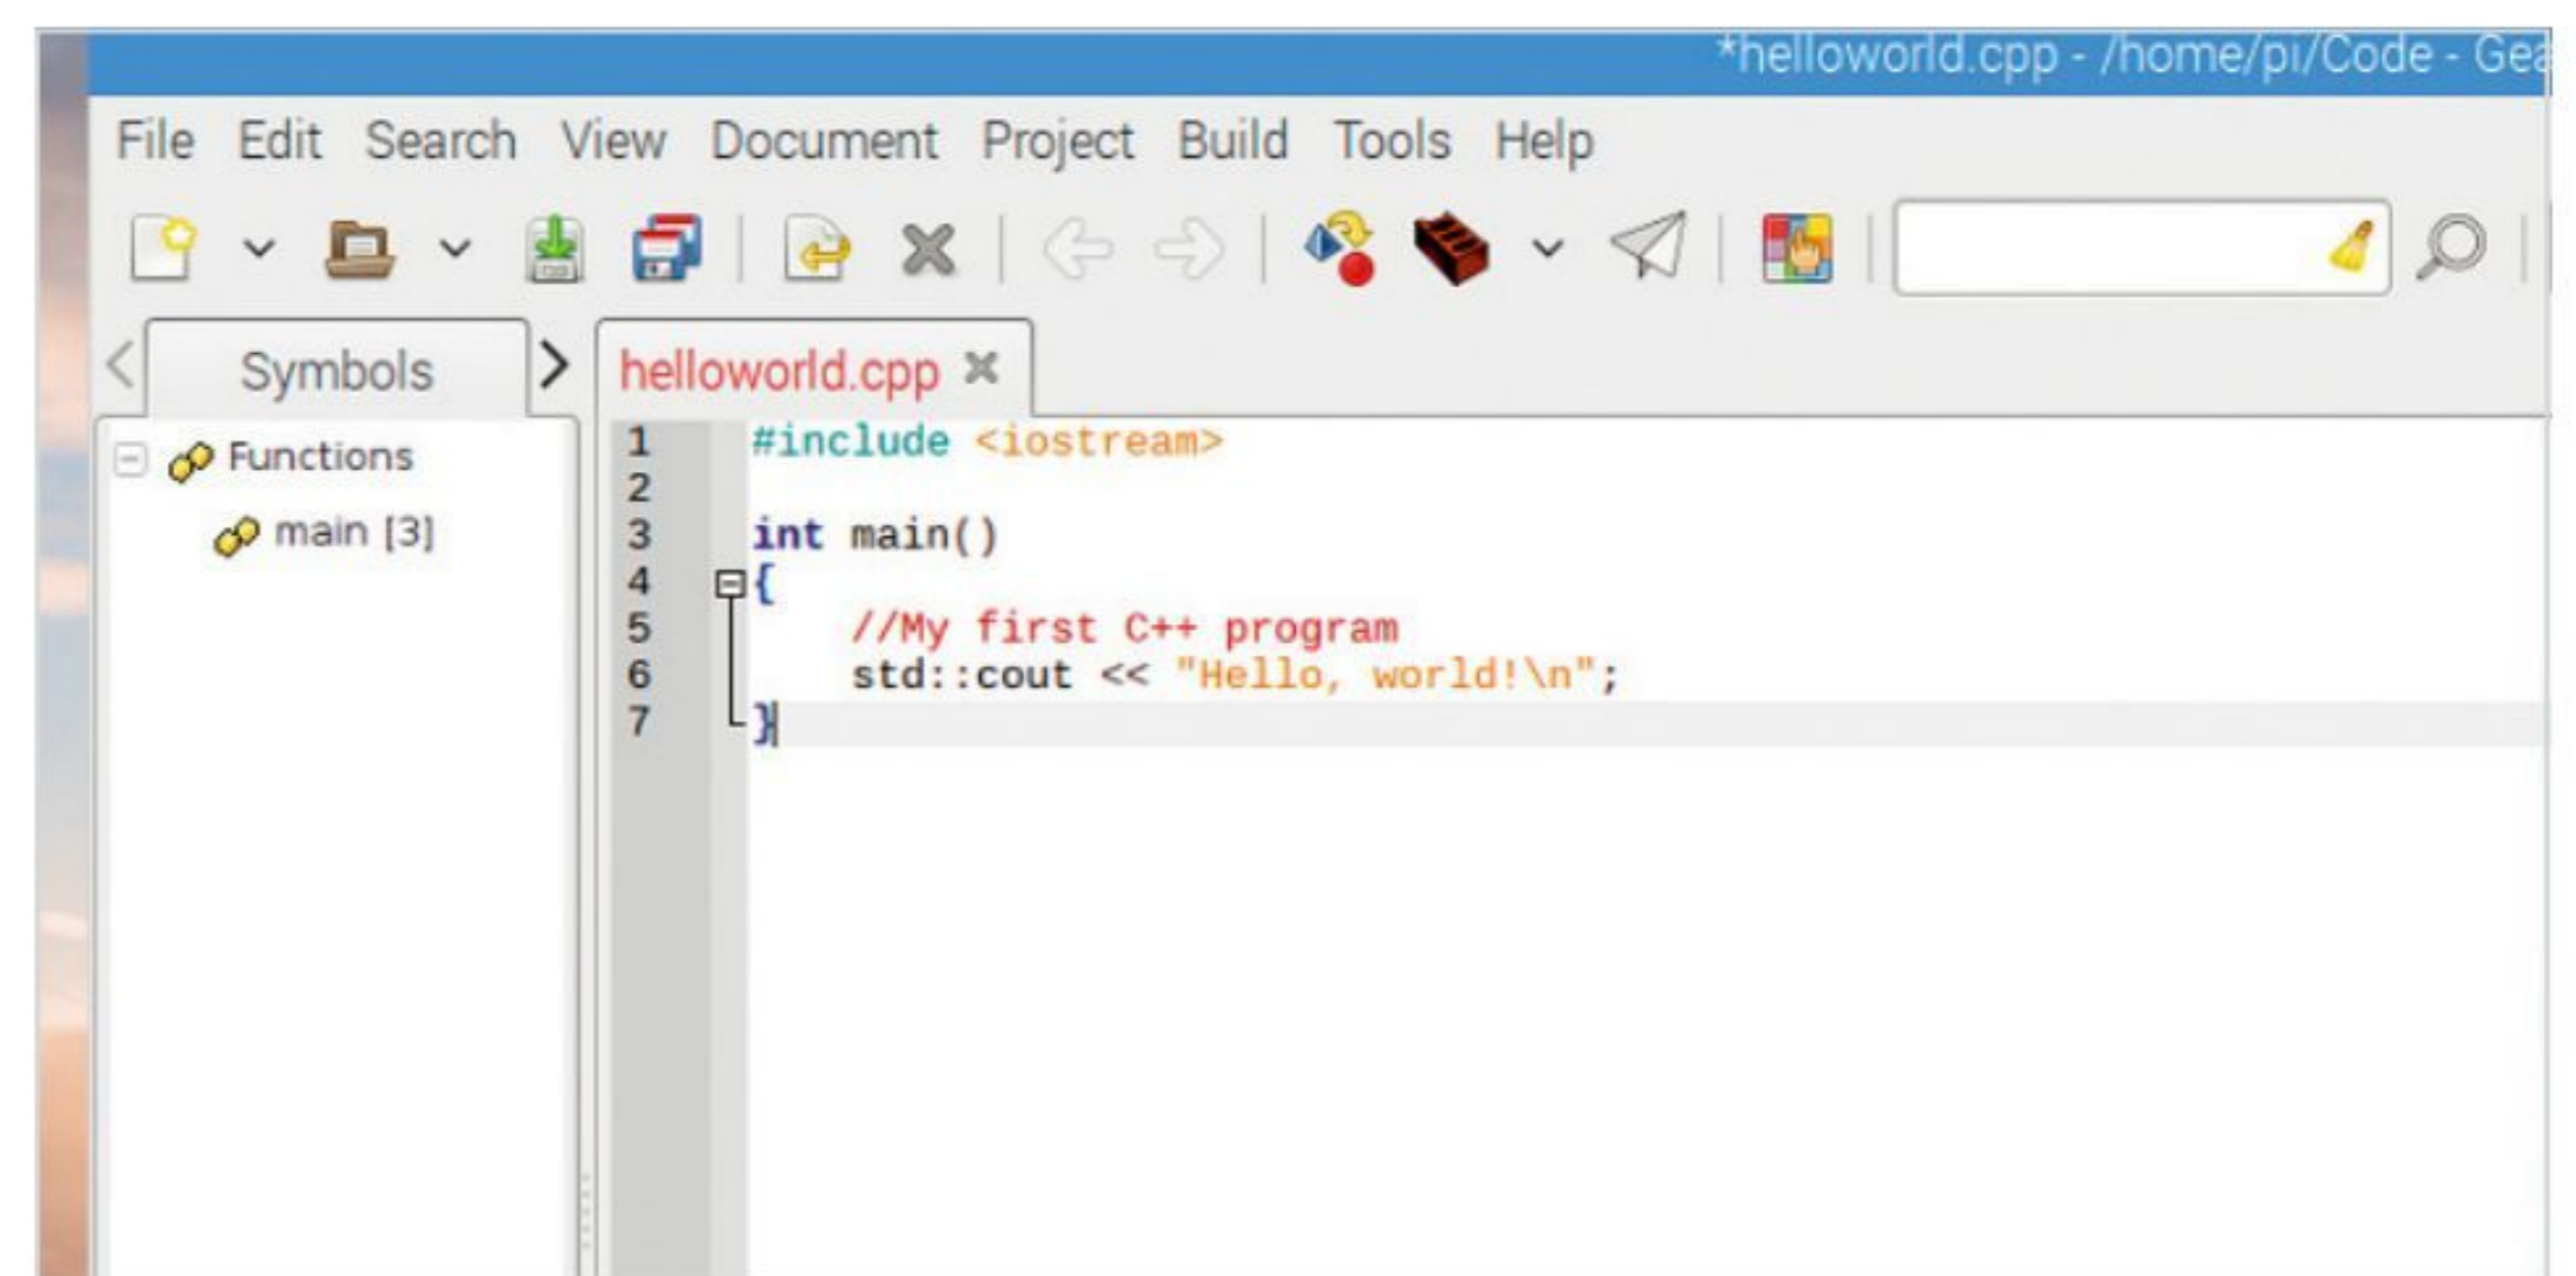 *helloworld.cpp - /home/pi/Code - Gea
File Edit Search View Document Project Build Tools Help
Symbols
helloworld.cpp
Functions
main [3]
1 #include <iostream>
2
3 int main()
4 {
5     //My first C++ program
6     std::cout << "Hello, world!\n";
7 }